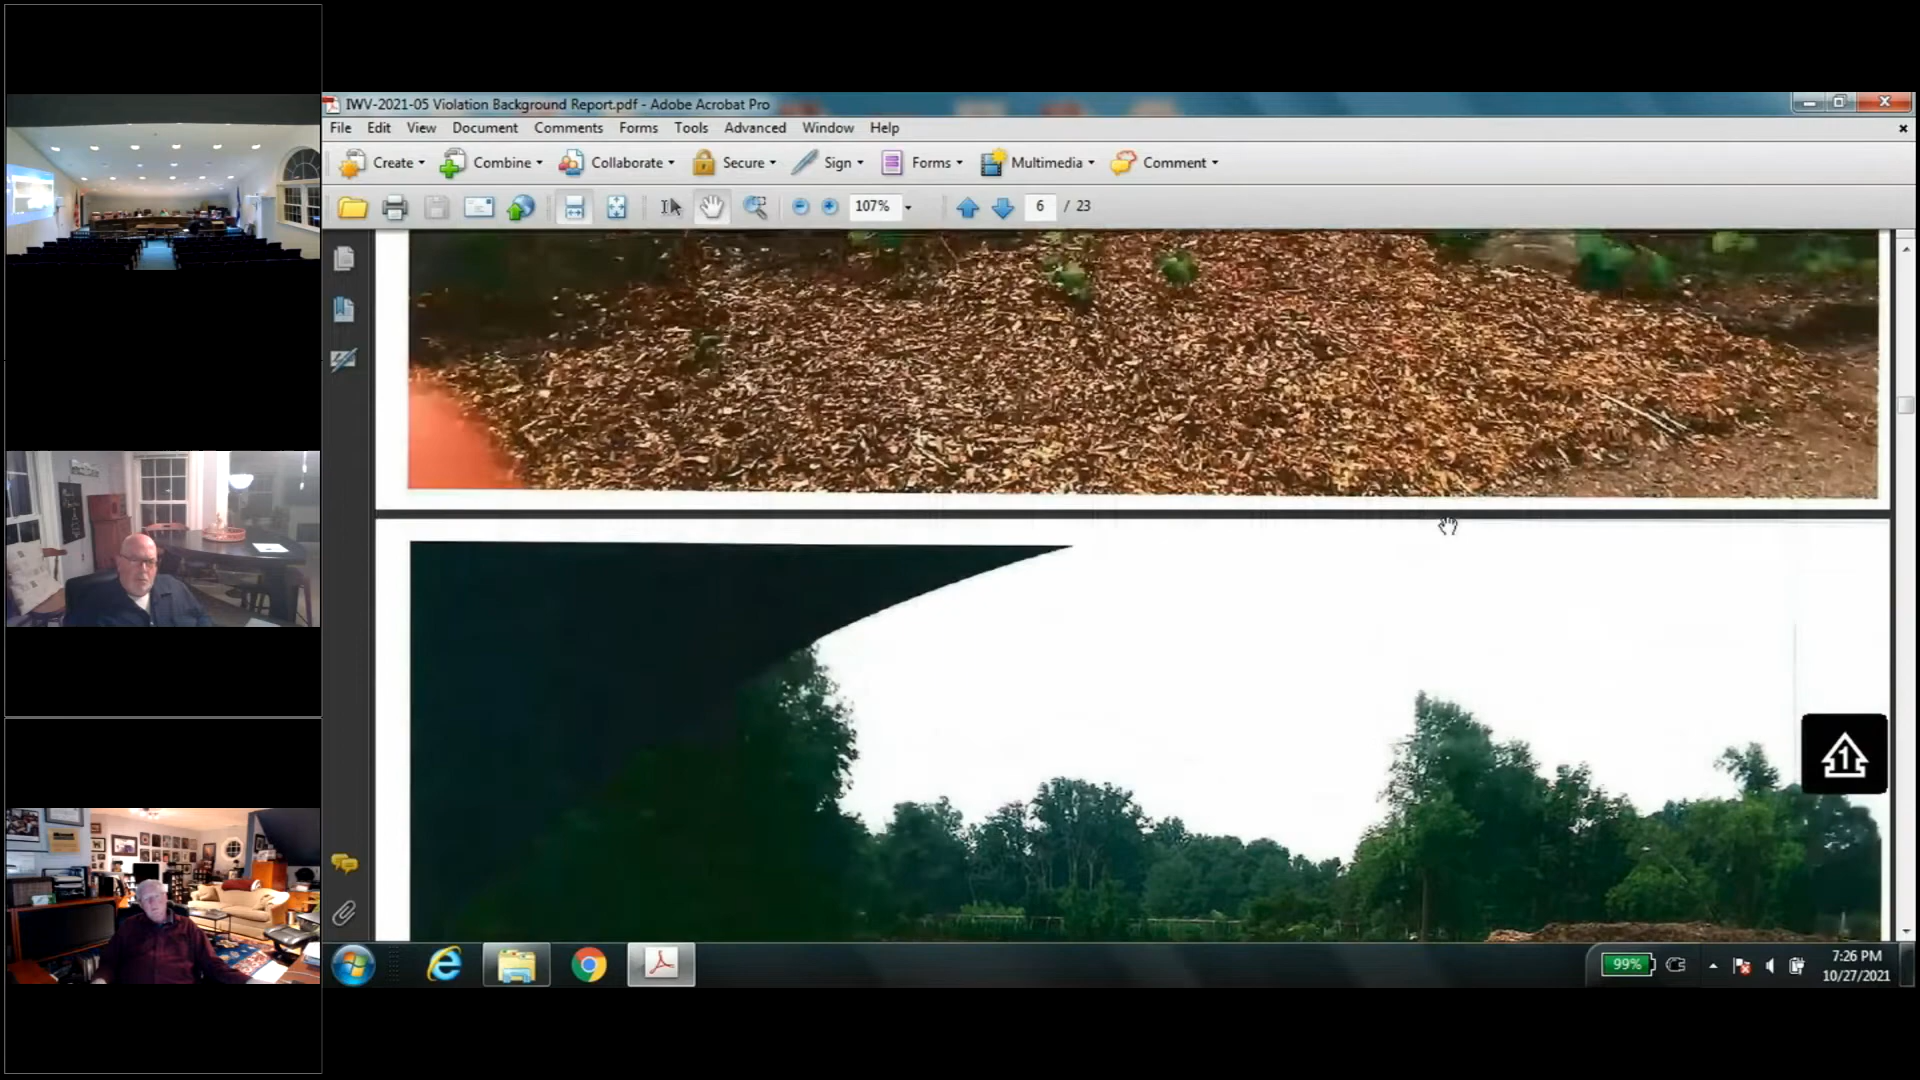 IWV-2021-05 Violation Background Report.pdf - Adobe Acrobat Pro
File Edit View Document Comments Forms Tools Advanced Window Help
Create Combine Collaborate Secure Sign Forms Multimedia Comment
107% 6 / 23
1
99%
7:26 PM
10/27/2021